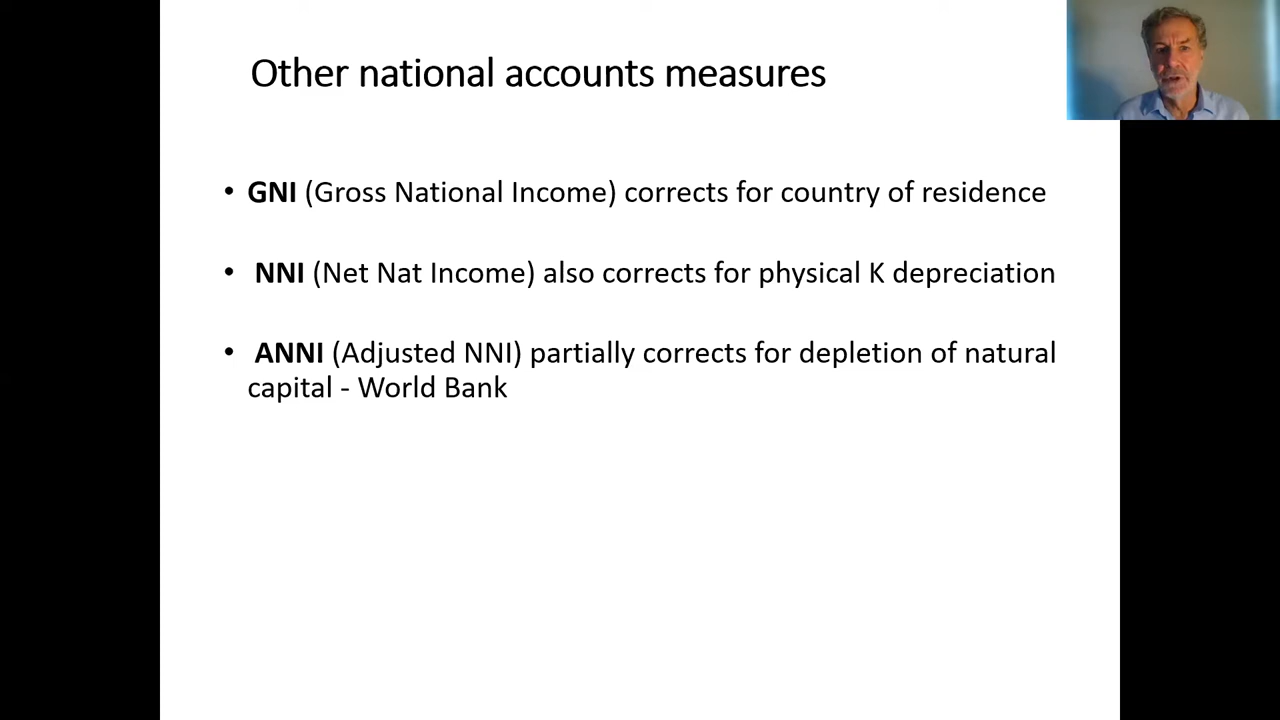 Other national accounts measures
• GNI (Gross National Income) corrects for country of residence
• NNI (Net Nat Income) also corrects for physical K depreciation
• ANNI (Adjusted NNI) partially corrects for depletion of natural
capital - World Bank